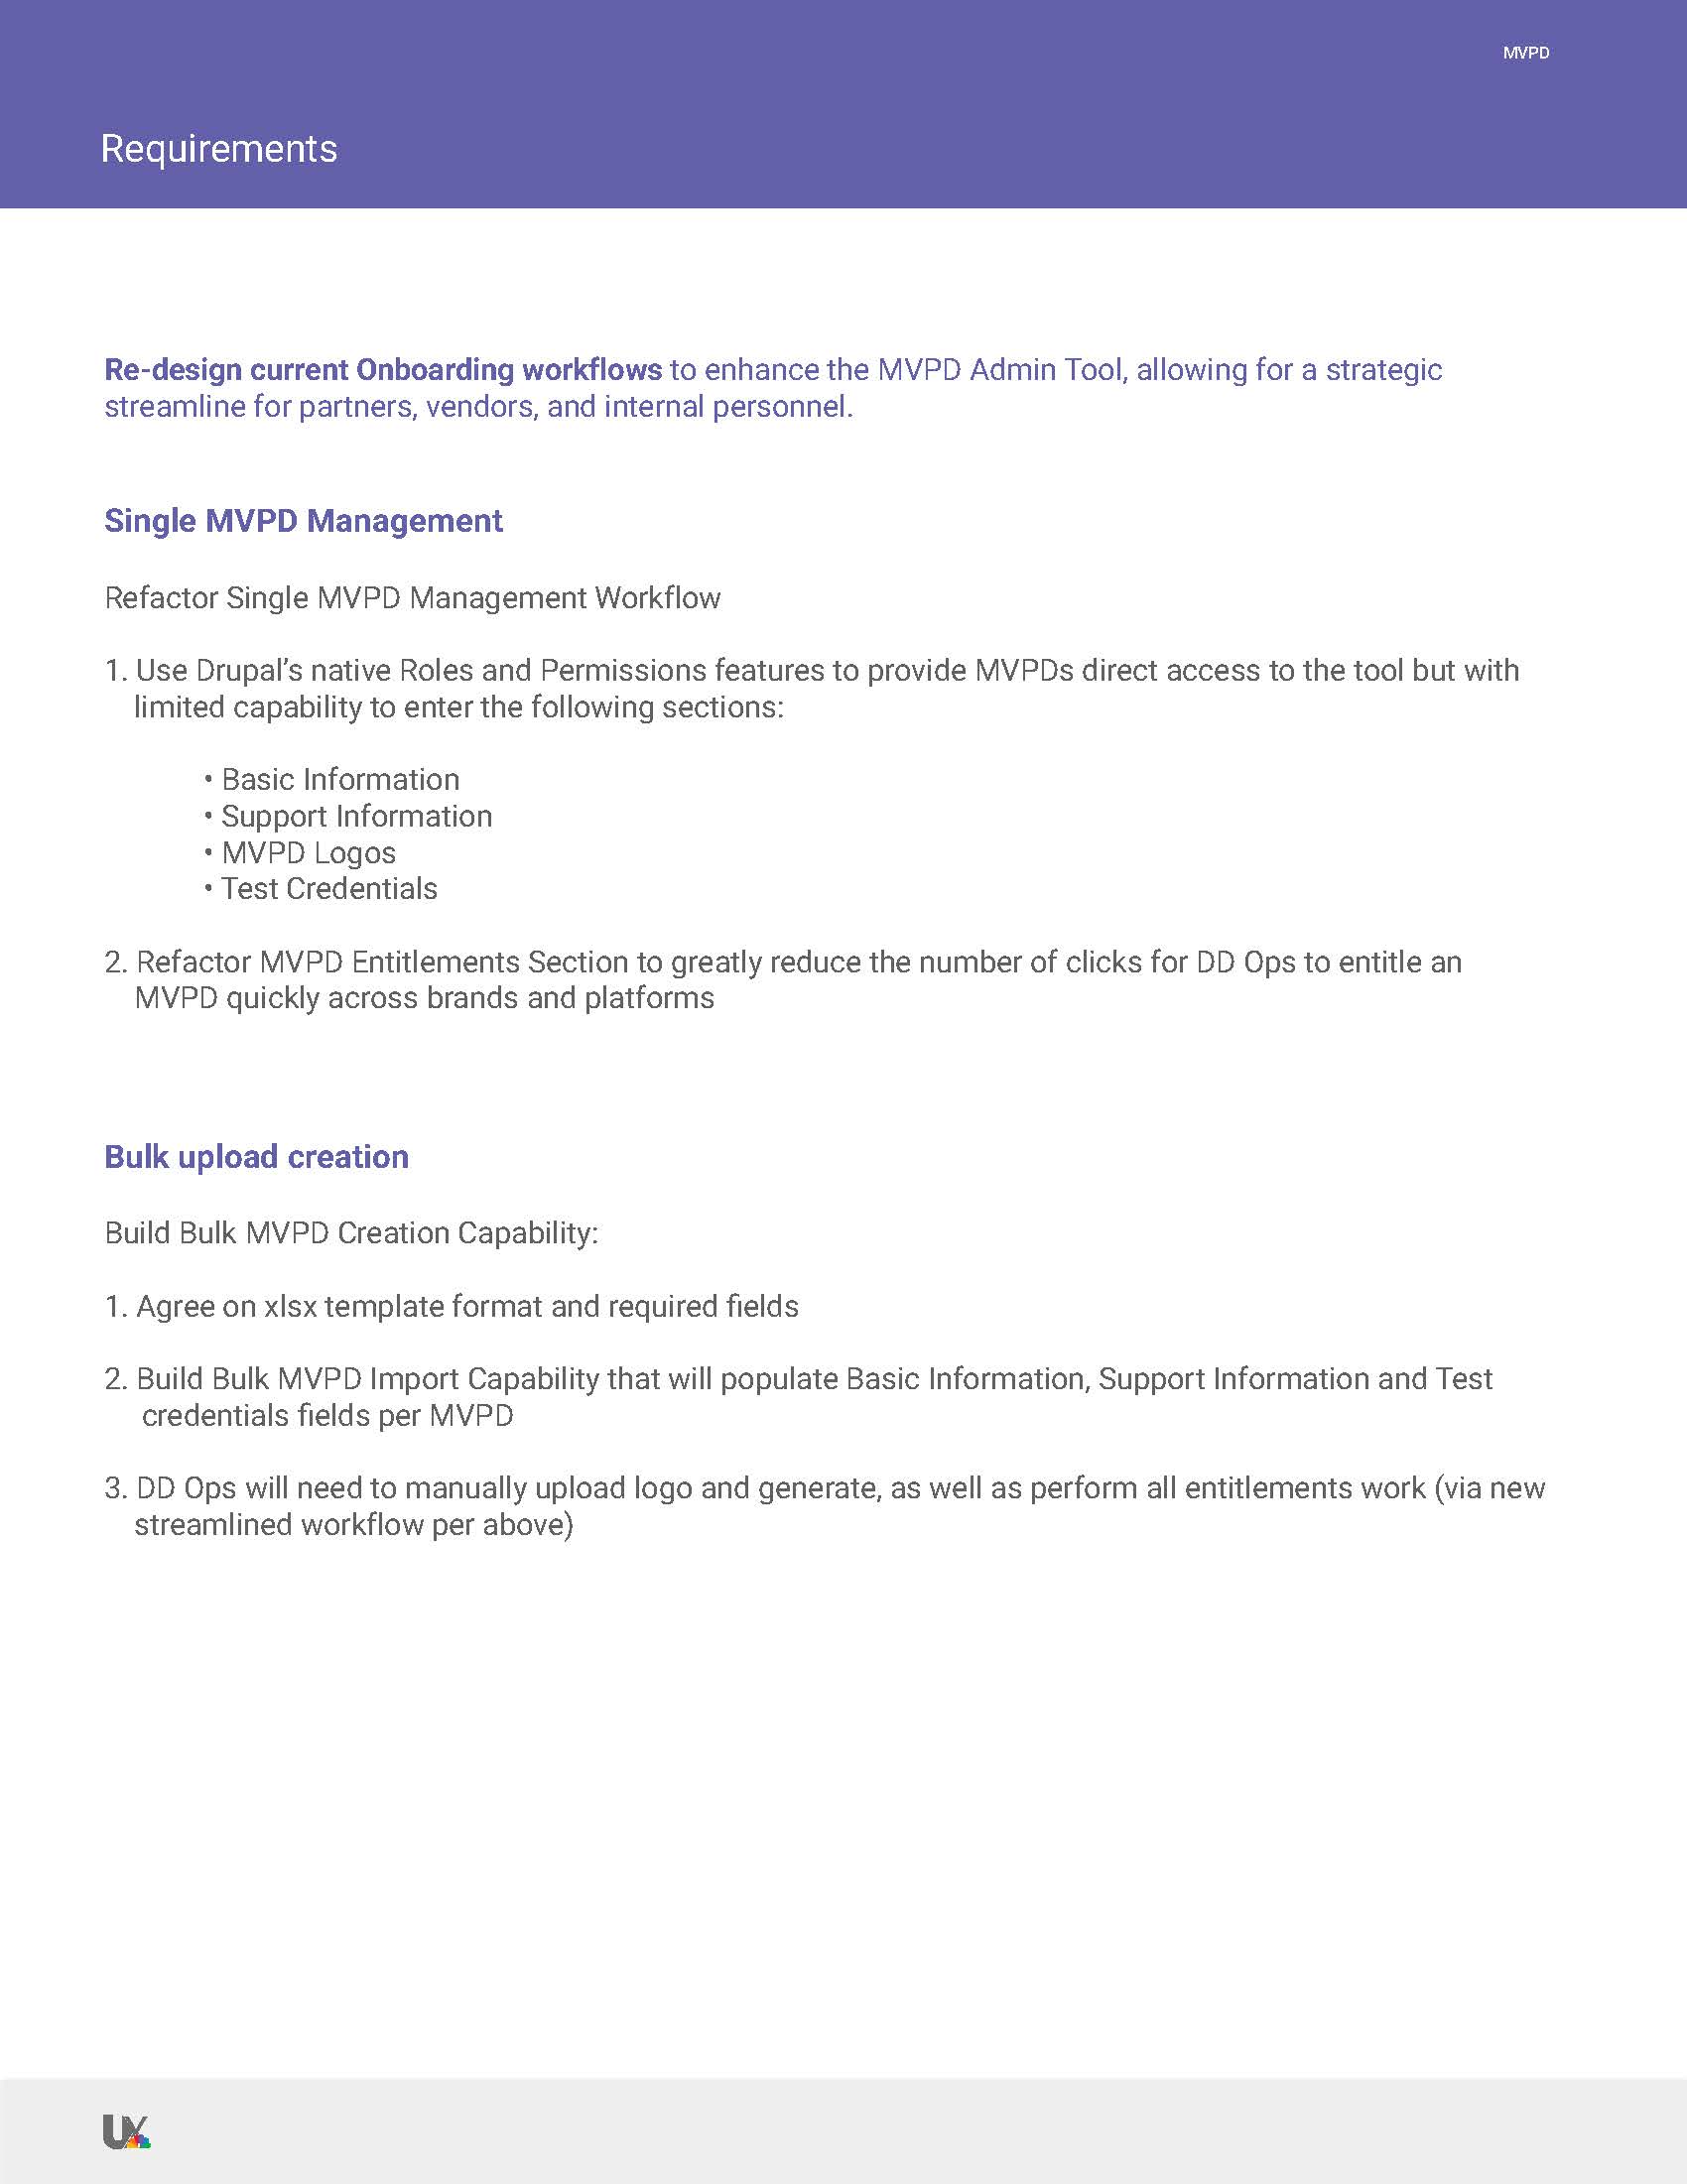 MVPD
Requirements
Re-design current Onboarding workflows to enhance the MVPD Admin Tool, allowing for a strategic
streamline for partners, vendors, and internal personnel.
Single MVPD Management
Refactor Single MVPD Management Workflow
1. Use Drupal’s native Roles and Permissions features to provide MVPDs direct access to the tool but with
limited capability to enter the following sections:
• Basic Information
• Support Information
• MVPD Logos
• Test Credentials
2. Refactor MVPD Entitlements Section to greatly reduce the number of clicks for DD Ops to entitle an
MVPD quickly across brands and platforms
Bulk upload creation
Build Bulk MVPD Creation Capability:
1. Agree on xlsx template format and required fields
2. Build Bulk MVPD Import Capability that will populate Basic Information, Support Information and Test
credentials fields per MVPD
3. DD Ops will need to manually upload logo and generate, as well as perform all entitlements work (via new
streamlined workflow per above)
UX